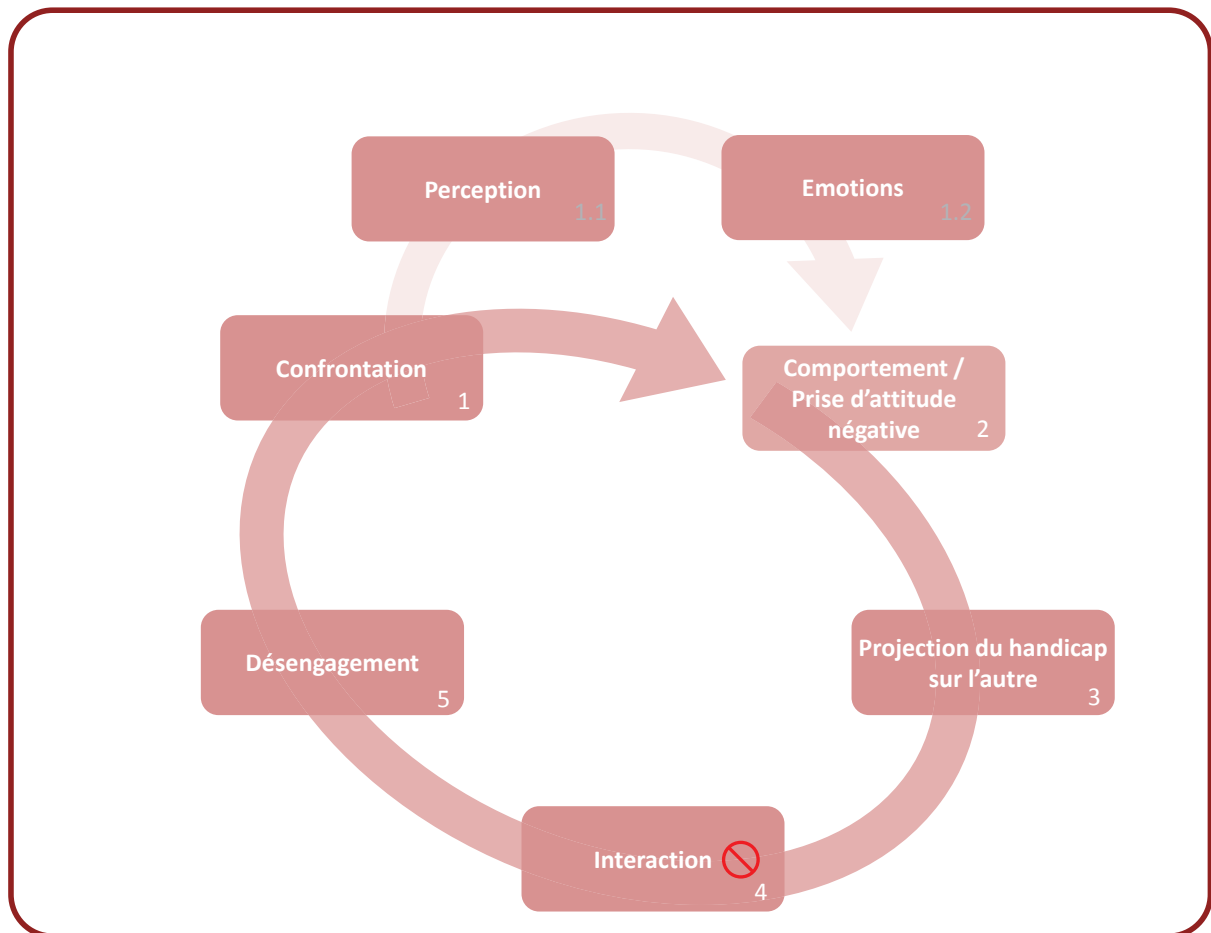 Perception
1.1
Emotions
1.2
Confrontation
1
Comportement /
Prise d'attitude
négative
2
Projection du handicap
sur l'autre
3
Interaction
4
Désengagement
5